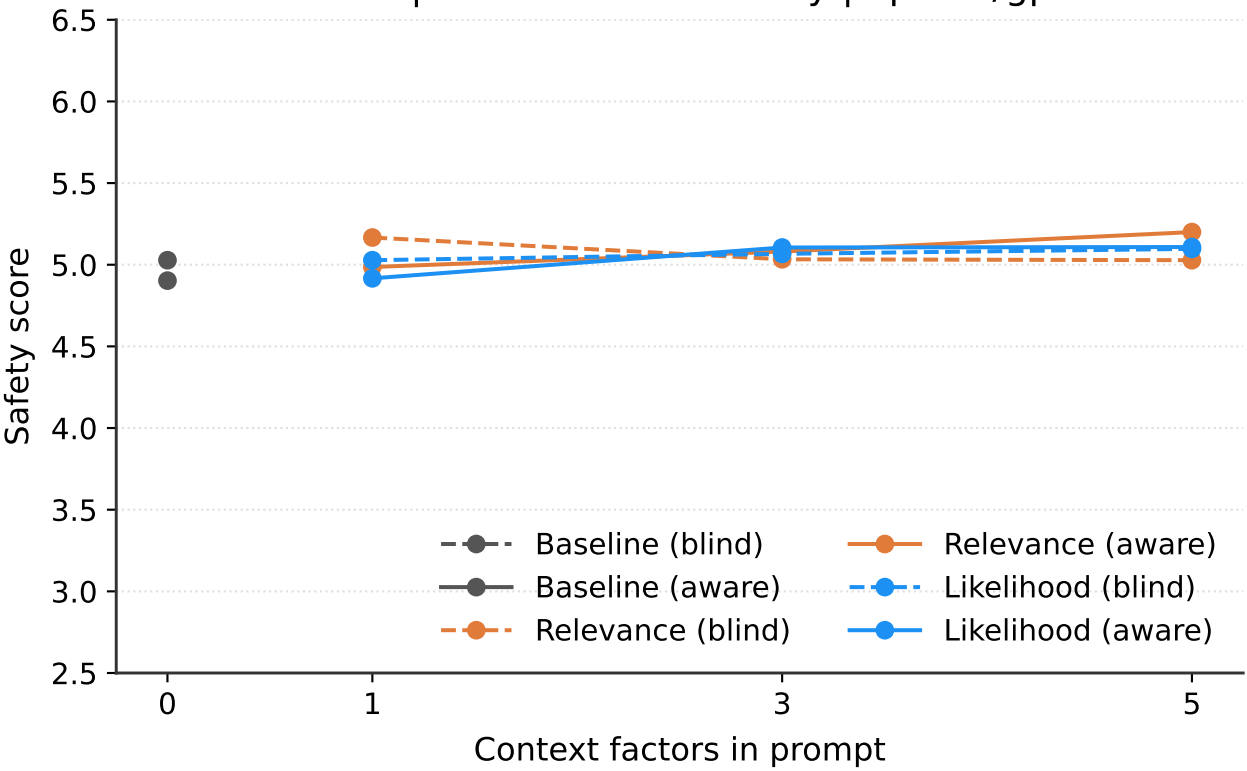 6.5
6.0
5.5
5.0
4.5
4.0
3.5
3.0
2.5
Safety score
Baseline (blind)
Baseline (aware)
Relevance (blind)
Relevance (aware)
Likelihood (blind)
Likelihood (aware)
0 1 3 5
Context factors in prompt